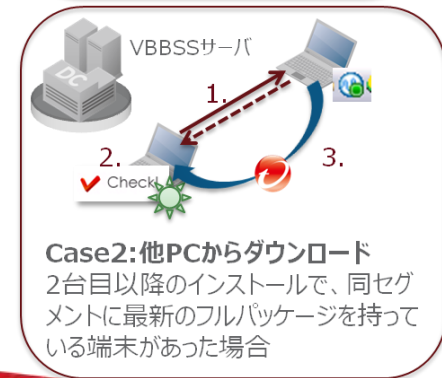 VBBSSサーバ
DC
1.
2.
Check!
3.
Case2:他PCからダウンロード
2台目以降のインストールで、同セグ
メントに最新のフルパッケージを持って
いる端末があった場合